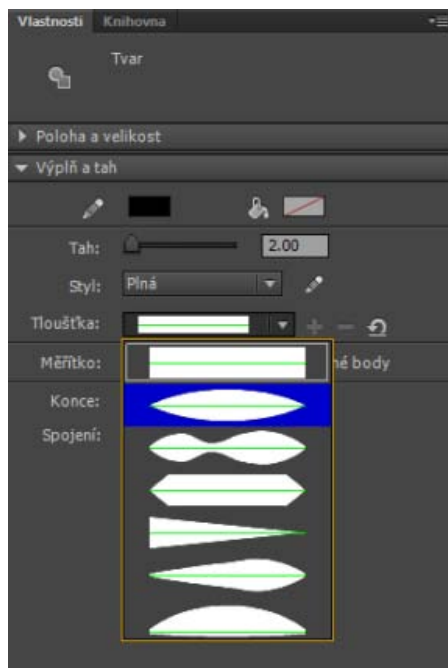 Vlastnosti Knihovna
Tvar
Poloha a velikost
Výplň a tah
Tah: 2.00
Styl: Plná
Tloušťka:
Měřítko: né body
Konce:
Spojení: